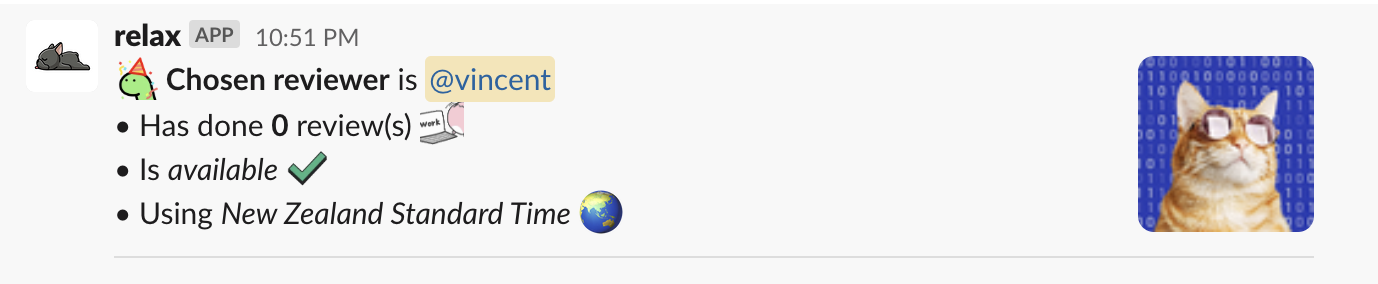 relax APP 10:51 PM
Chosen reviewer is @vincent
• Has done 0 review(s) work
• Is available
• Using New Zealand Standard Time